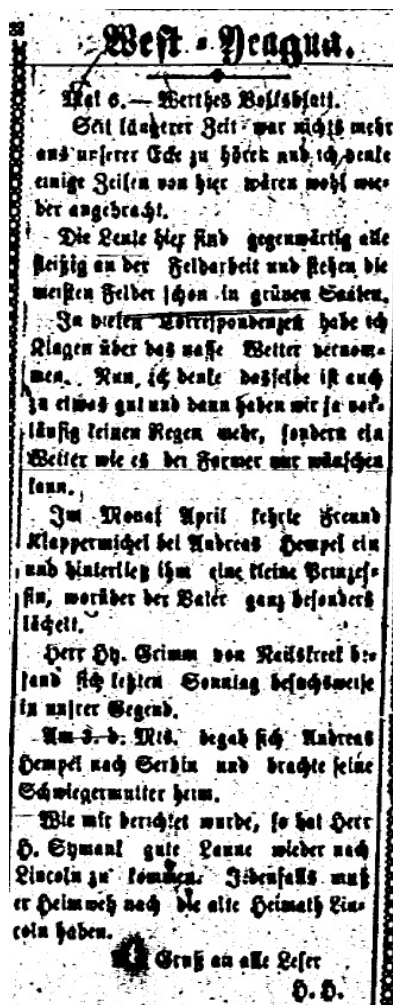 West-Yeagua.
Mai 6. — Werthes Volksblatt.
Seit längerer Zeit war nichts mehr
aus unserer Ecke zu hören und ich denke
einige Zeilen von hier wären wohl wie-
der angebracht.
Die Leute hier sind gegenwärtig alle
fleißig an der Feldarbeit und stehen die
meisten Felder schon in grünen Saaten.
In vielen Correspondenzen habe ich
Klagen über das nasse Wetter vernom-
men. Nun, ich denke dasselbe ist auch
zu etwas gut und dann haben wir ja vor-
läufig keinen Regen mehr, sondern ein
Wetter wie es der Farmer nur wünschen
kann.
Im Monat April kehrte Freund
Klappermichel bei Andreas Hempel ein
und hinterließ ihm eine kleine Prinzes-
sin, worüber der Vater ganz besonders
lächelt.
Herr Hy. Grimm von Railskreek be-
fand sich letzten Sonntag besuchsweise
in unsrer Gegend.
Am 3. d. Mts. begab sich Andreas
Hempel nach Serbin und brachte seine
Schwiegermutter heim.
Wie mir berichtet wurde, so hat Herr
H. Symank gute Laune wieder nach
Lincoln zu kommen. Jedenfalls muß
er Heimweh nach die alte Heimath Lin-
coln haben.
Gruß an alle Leser
H. H.